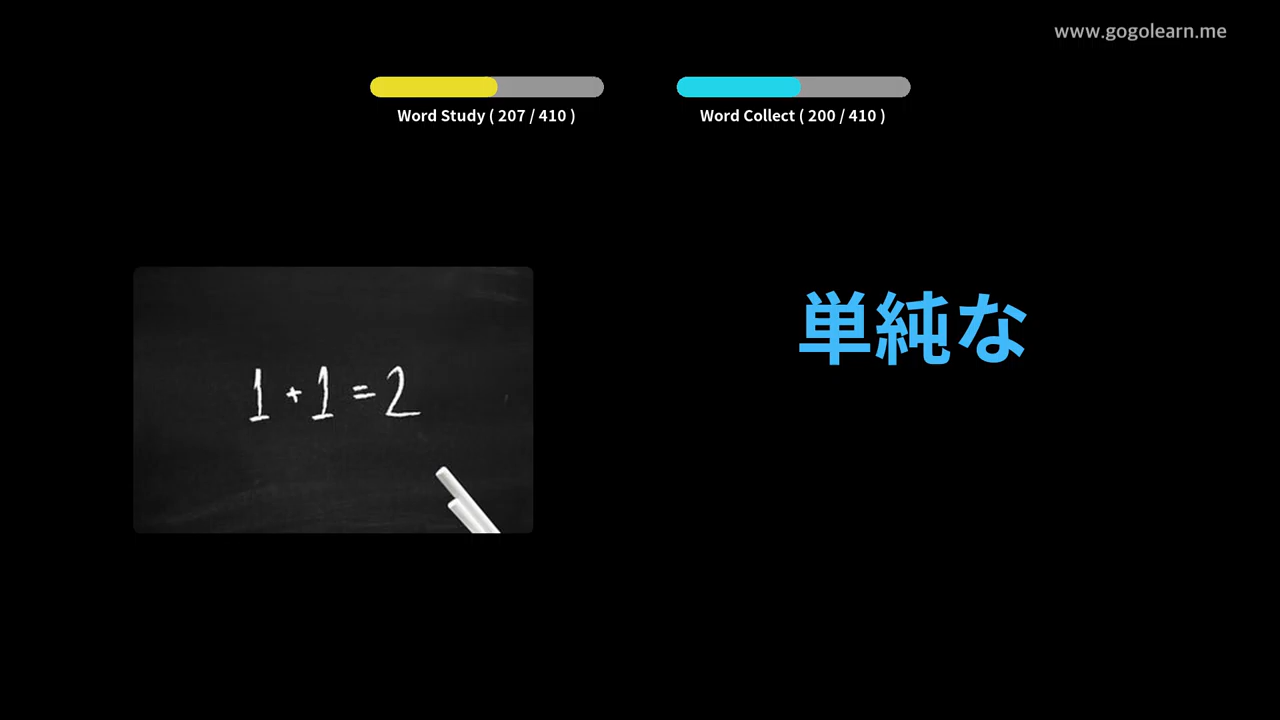 www.gogolearn.me
Word Study ( 207 / 410 )
Word Collect ( 200 / 410 )
1 + 1 = 2
単純な